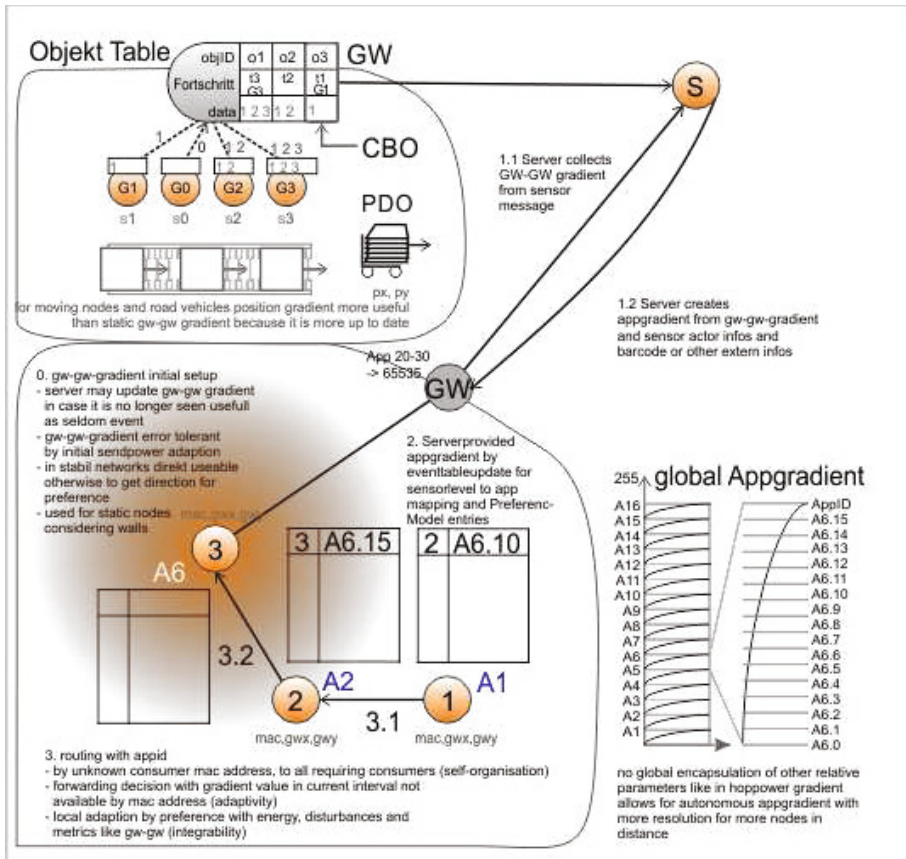 Objekt Table
GW
objID o1 o2 o3
Fortschritt t3 G3 t2 t1 G1
data 1 2 3 1 2 1
1 0 1 2 1 2 3
CBO
1 1 2 1 2 3
G1 G0 G2 G3
s1 s0 s2 s3
PDO
px, py
for moving nodes and road vehicles position gradient more useful
than static gw-gw gradient because it is more up to date
S
1.1 Server collects
GW-GW gradient
from sensor
message
1.2 Server creates
appgradient from gw-gw-gradient
and sensor actor infos and
barcode or other extern infos
App 20-30
-> 65536
GW
0. gw-gw-gradient initial setup
- server may update gw-gw gradient
in case it is no longer seen usefull
as seldom event
- gw-gw-gradient error tolerant
by initial sendpower adaption
- in stabil networks direkt useable
otherwise to get direction for
preference
- used for static nodes
considering walls
mac,gwx,gwy
2. Serverprovided
appgradient by
eventtableupdate for
sensorlevel to app
mapping and Preferenc-
Model entries
3
A6
3 A6.15
2 A6.10
3.2
2
A2
mac,gwx,gwy
3.1
1
A1
mac,gwx,gwy
3. routing with appid
- by unknown consumer mac address, to all requiring consumers (self-organisation)
- forwarding decision with gradient value in current interval not
available by mac address (adaptivity)
- local adaption by preference with energy, disturbances and
metrics like gw-gw (integrability)
255
global Appgradient
A16
A15
A14
A13
A12
A11
A10
A9
A8
A7
A6
A5
A4
A3
A2
A1
AppID
A6.15
A6.14
A6.13
A6.12
A6.11
A6.10
A6.9
A6.8
A6.7
A6.6
A6.5
A6.4
A6.3
A6.2
A6.1
A6.0
no global encapsulation of other relative
parameters like in hoppower gradient
allows for autonomous appgradient with
more resolution for more nodes in
distance